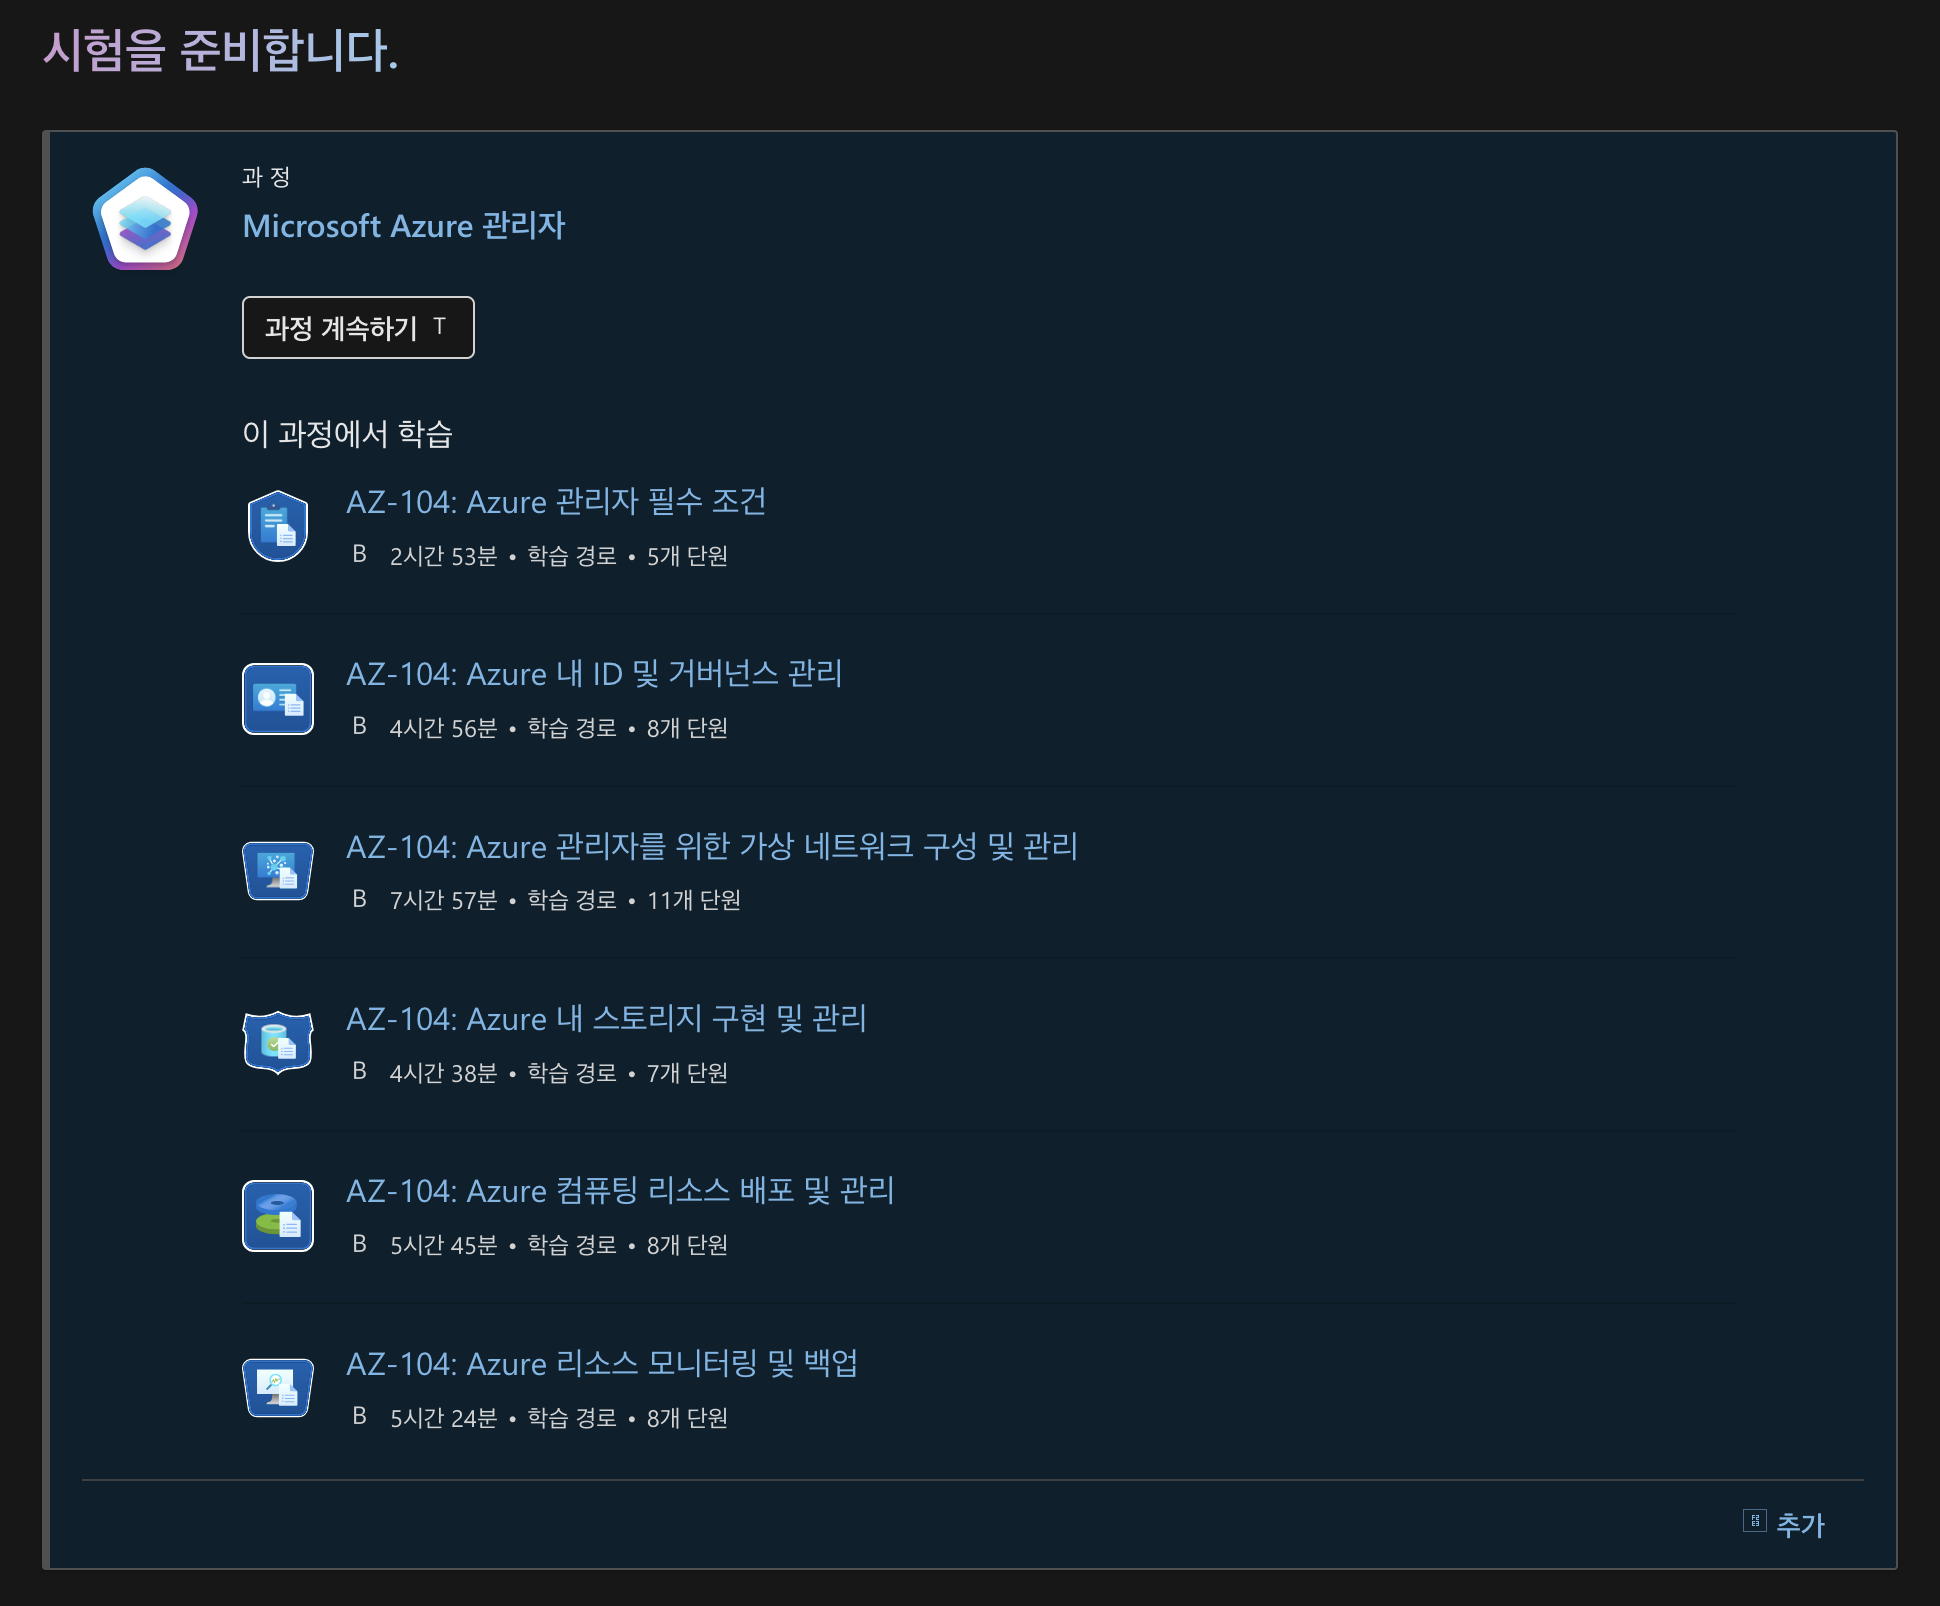 시험을 준비합니다.
과정
Microsoft Azure 관리자
과정 계속하기 T
이 과정에서 학습
AZ-104: Azure 관리자 필수 조건
B 2시간 53분 • 학습 경로 • 5개 단원
AZ-104: Azure 내 ID 및 거버넌스 관리
B 4시간 56분 • 학습 경로 • 8개 단원
AZ-104: Azure 관리자를 위한 가상 네트워크 구성 및 관리
B 7시간 57분 • 학습 경로 • 11개 단원
AZ-104: Azure 내 스토리지 구현 및 관리
B 4시간 38분 • 학습 경로 • 7개 단원
AZ-104: Azure 컴퓨팅 리소스 배포 및 관리
B 5시간 45분 • 학습 경로 • 8개 단원
AZ-104: Azure 리소스 모니터링 및 백업
B 5시간 24분 • 학습 경로 • 8개 단원
추가